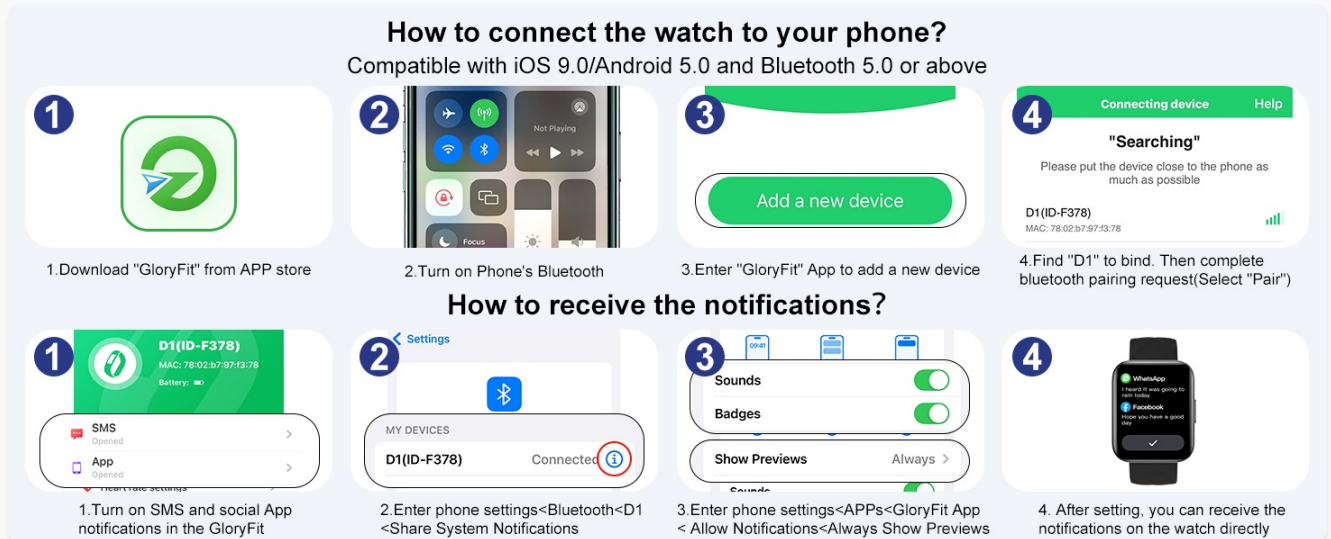 How to connect the watch to your phone?
Compatible with iOS 9.0/Android 5.0 and Bluetooth 5.0 or above
1
2
Not Playing
Focus
3
Add a new device
4
Connecting device
Help
"Searching"
Please put the device close to the phone as
much as possible
D1(ID-F378)
MAC: 78:02:b7:97:f3:78
1.Download "GloryFit" from APP store
2.Turn on Phone's Bluetooth
3.Enter "GloryFit" App to add a new device
4.Find "D1" to bind. Then complete
bluetooth pairing request(Select "Pair")
How to receive the notifications?
1
D1(ID-F378)
MAC: 78:02:b7:97:f3:78
Battery:
SMS
Opened
App
Opened
Heart rate settings
2
Settings
MY DEVICES
D1(ID-F378)
Connected
3
09:41
Sounds
Badges
Show Previews
Always
Sounds
4
WhatsApp
I heard it was going to
rain today
Facebook
Hope you have a good
day
1.Turn on SMS and social App
notifications in the GloryFit
2.Enter phone settings<Bluetooth<D1
<Share System Notifications
3.Enter phone settings<APPs<GloryFit App
< Allow Notifications<Always Show Previews
4. After setting, you can receive the
notifications on the watch directly